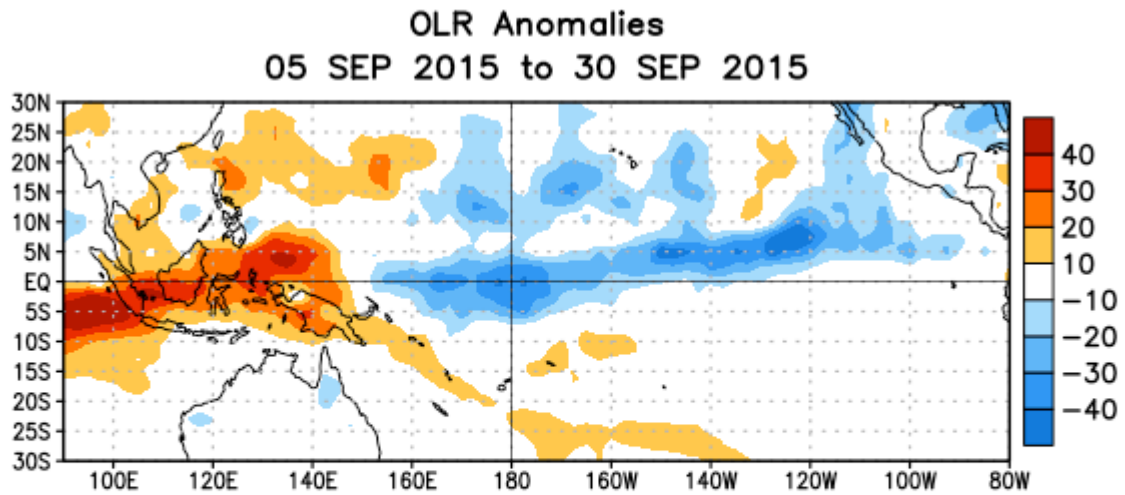 OLR Anomalies
05 SEP 2015 to 30 SEP 2015
30N
25N
20N
15N
10N
5N
EQ
5S
10S
15S
20S
25S
30S
100E 120E 140E 160E 180 160W 140W 120W 100W 80W
40
30
20
10
-10
-20
-30
-40